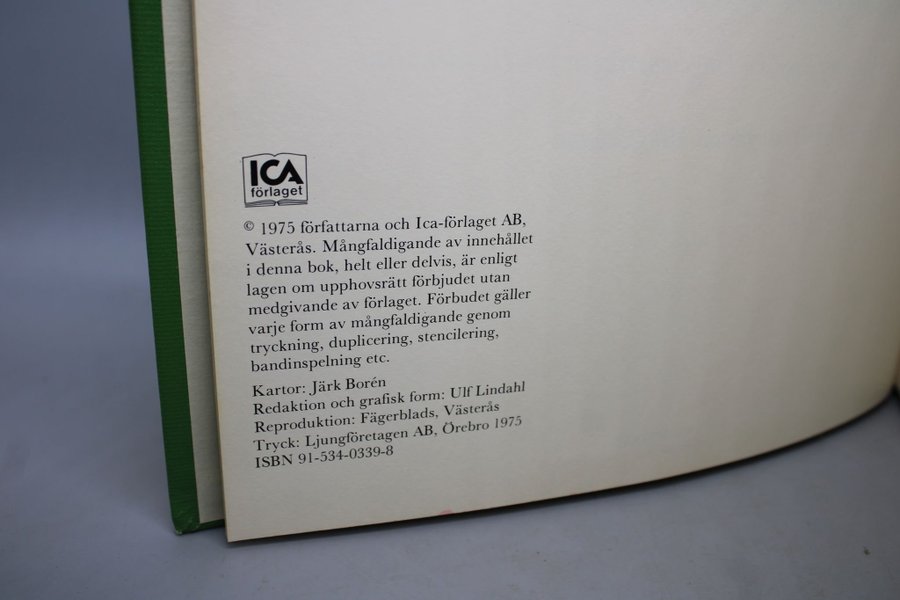 ICA
förlaget
© 1975 författarna och Ica-förlaget AB,
Västerås. Mångfaldigande av innehållet
i denna bok, helt eller delvis, är enligt
lagen om upphovsrätt förbjudet utan
medgivande av förlaget. Förbudet gäller
varje form av mångfaldigande genom
tryckning, duplicering, stencilering,
bandinspelning etc.
Kartor: Järk Borén
Redaktion och grafisk form: Ulf Lindahl
Reproduktion: Fägerblads, Västerås
Tryck: Ljungföretagen AB, Örebro 1975
ISBN 91-534-0339-8